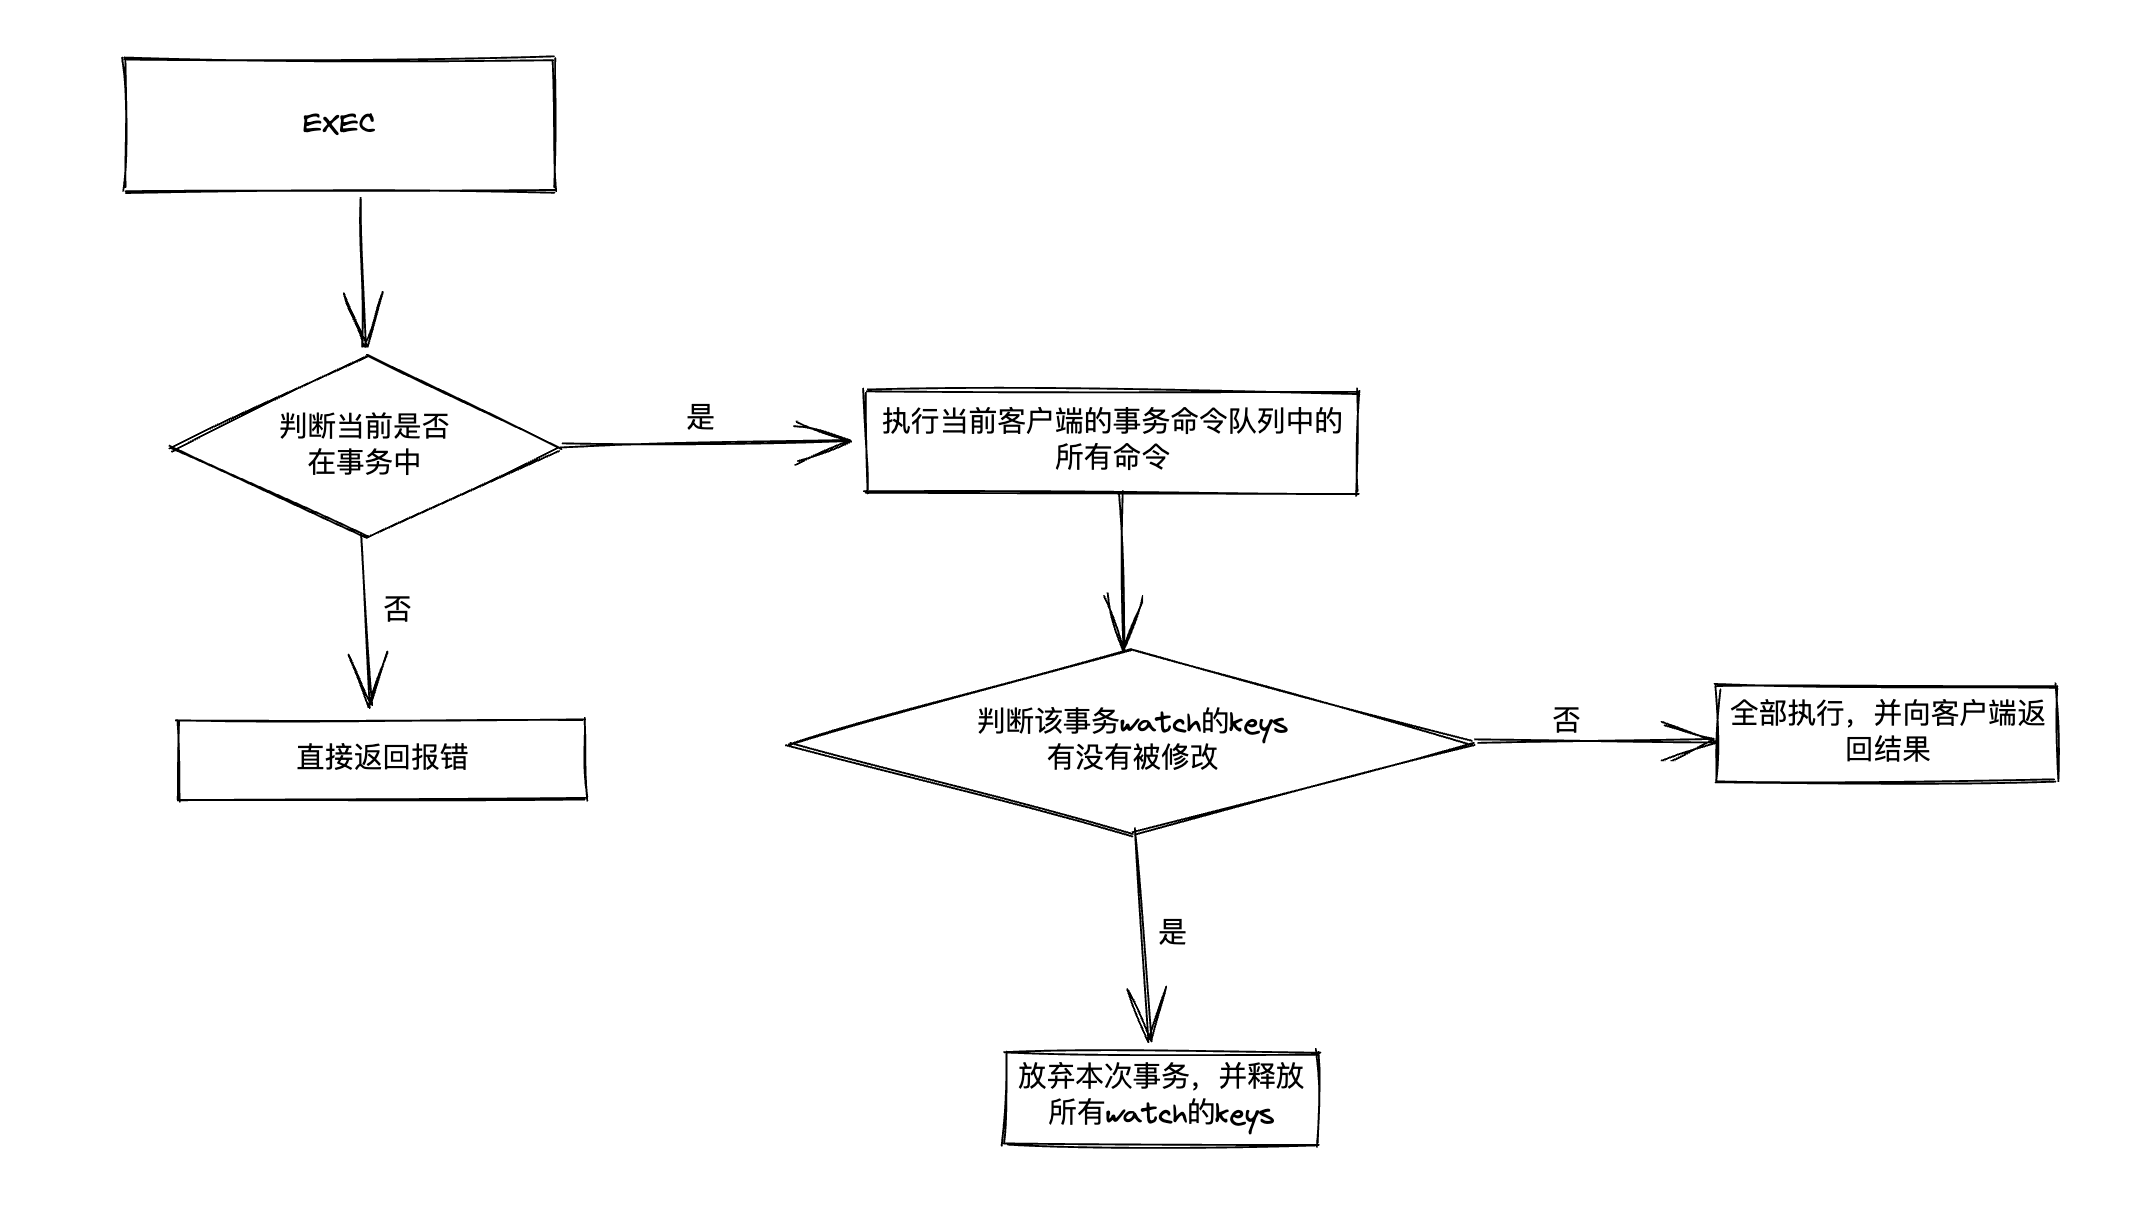 EXEC
判断当前是否
在事务中
是
执行当前客户端的事务命令队列中的
所有命令
否
直接返回报错
判断该事务watch的keys
有没有被修改
否
全部执行，并向客户端返
回结果
是
放弃本次事务，并释放
所有watch的keys